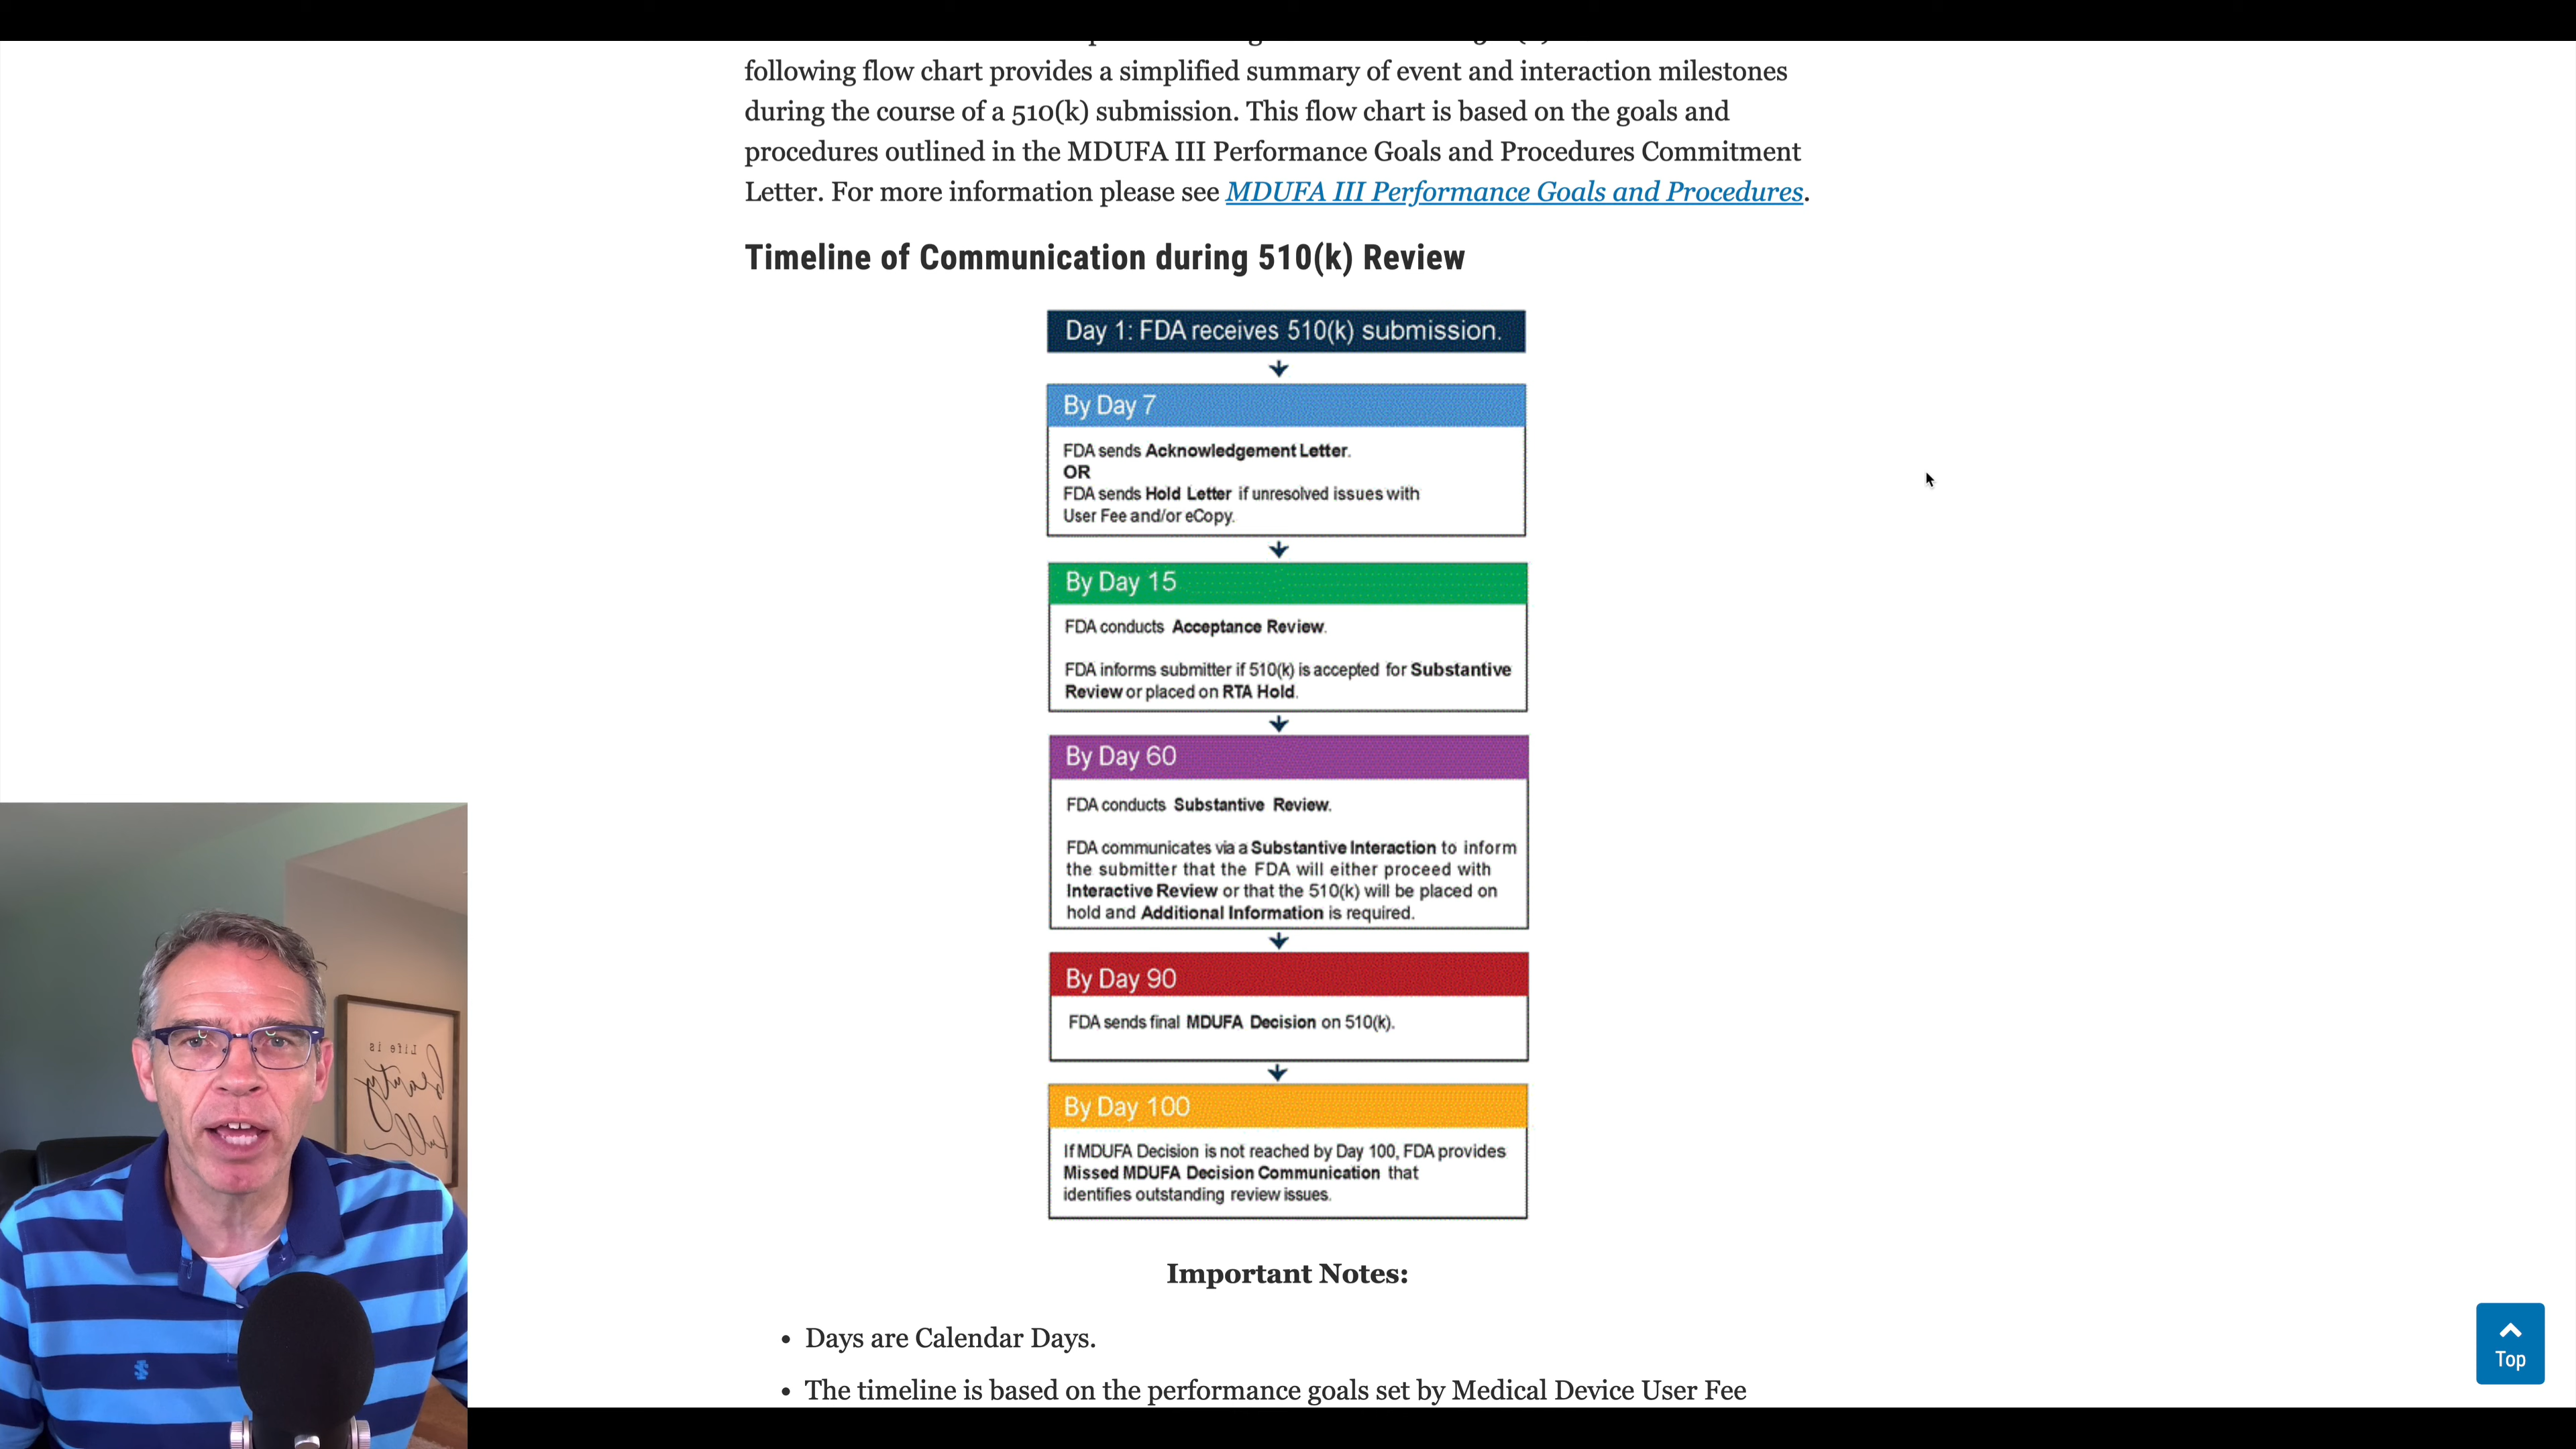 following flow chart provides a simplified summary of event and interaction milestones
during the course of a 510(k) submission. This flow chart is based on the goals and
procedures outlined in the MDUFA III Performance Goals and Procedures Commitment
Letter. For more information please see MDUFA III Performance Goals and Procedures.
Timeline of Communication during 510(k) Review
Day 1: FDA receives 510(k) submission.
By Day 7
FDA sends Acknowledgement Letter.
OR
FDA sends Hold Letter if unresolved issues with
User Fee and/or eCopy.
By Day 15
FDA conducts Acceptance Review.
FDA informs submitter if 510(k) is accepted for Substantive
Review or placed on RTA Hold.
By Day 60
FDA conducts Substantive Review.
FDA communicates via a Substantive Interaction to inform
the submitter that the FDA will either proceed with
Interactive Review or that the 510(k) will be placed on
hold and Additional Information is required.
By Day 90
FDA sends final MDUFA Decision on 510(k).
By Day 100
If MDUFA Decision is not reached by Day 100, FDA provides
Missed MDUFA Decision Communication that
identifies outstanding review issues.
Important Notes:
• Days are Calendar Days.
• The timeline is based on the performance goals set by Medical Device User Fee
Top
Life is